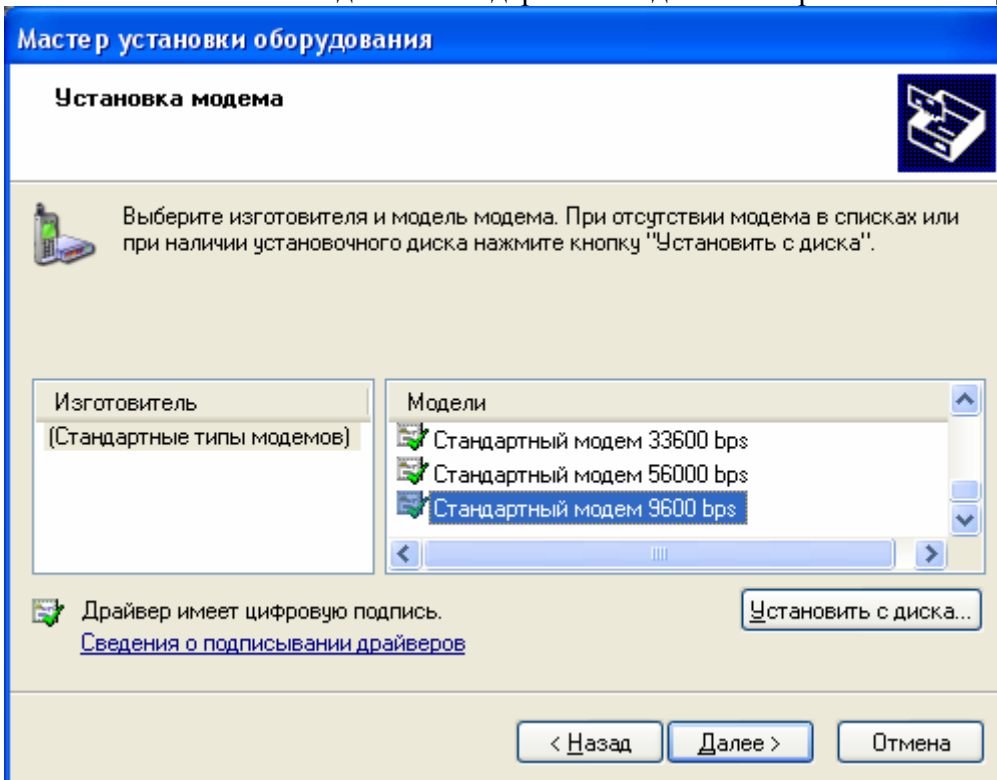 Мастер установки оборудования
Установка модема
Выберите изготовителя и модель модема. При отсутствии модема в списках или
при наличии установочного диска нажмите кнопку "Установить с диска".
Изготовитель
(Стандартные типы модемов)
Модели
Стандартный модем 33600 bps
Стандартный модем 56000 bps
Стандартный модем 9600 bps
Драйвер имеет цифровую подпись.
Сведения о подписывании драйверов
Установить с диска...
< Назад
Далее >
Отмена